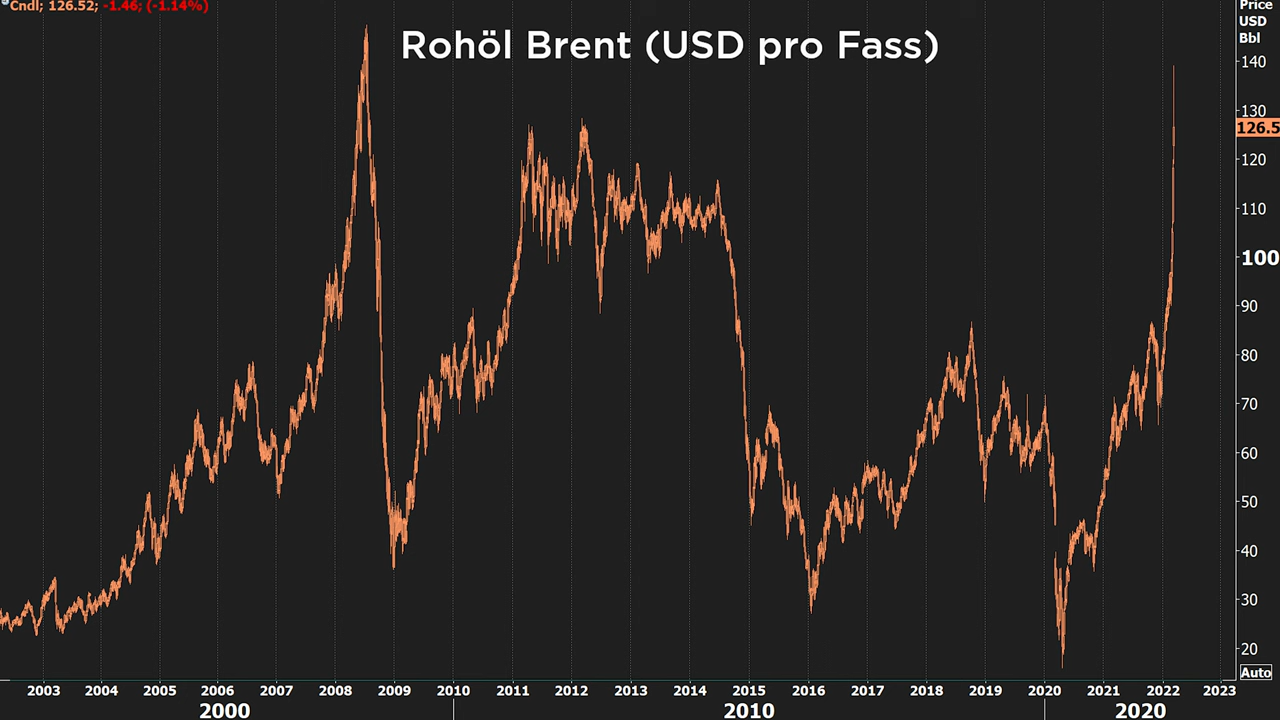 Cndl; 126.52; -1.46; (-1.14%)
Rohöl Brent (USD pro Fass)
Price
USD
Bbl
140
130
126.5
120
110
100
90
80
70
60
50
40
30
20
Auto
2003 2004 2005 2006 2007 2008 2009 2010 2011 2012 2013 2014 2015 2016 2017 2018 2019 2020 2021 2022 2023
2000 2010 2020